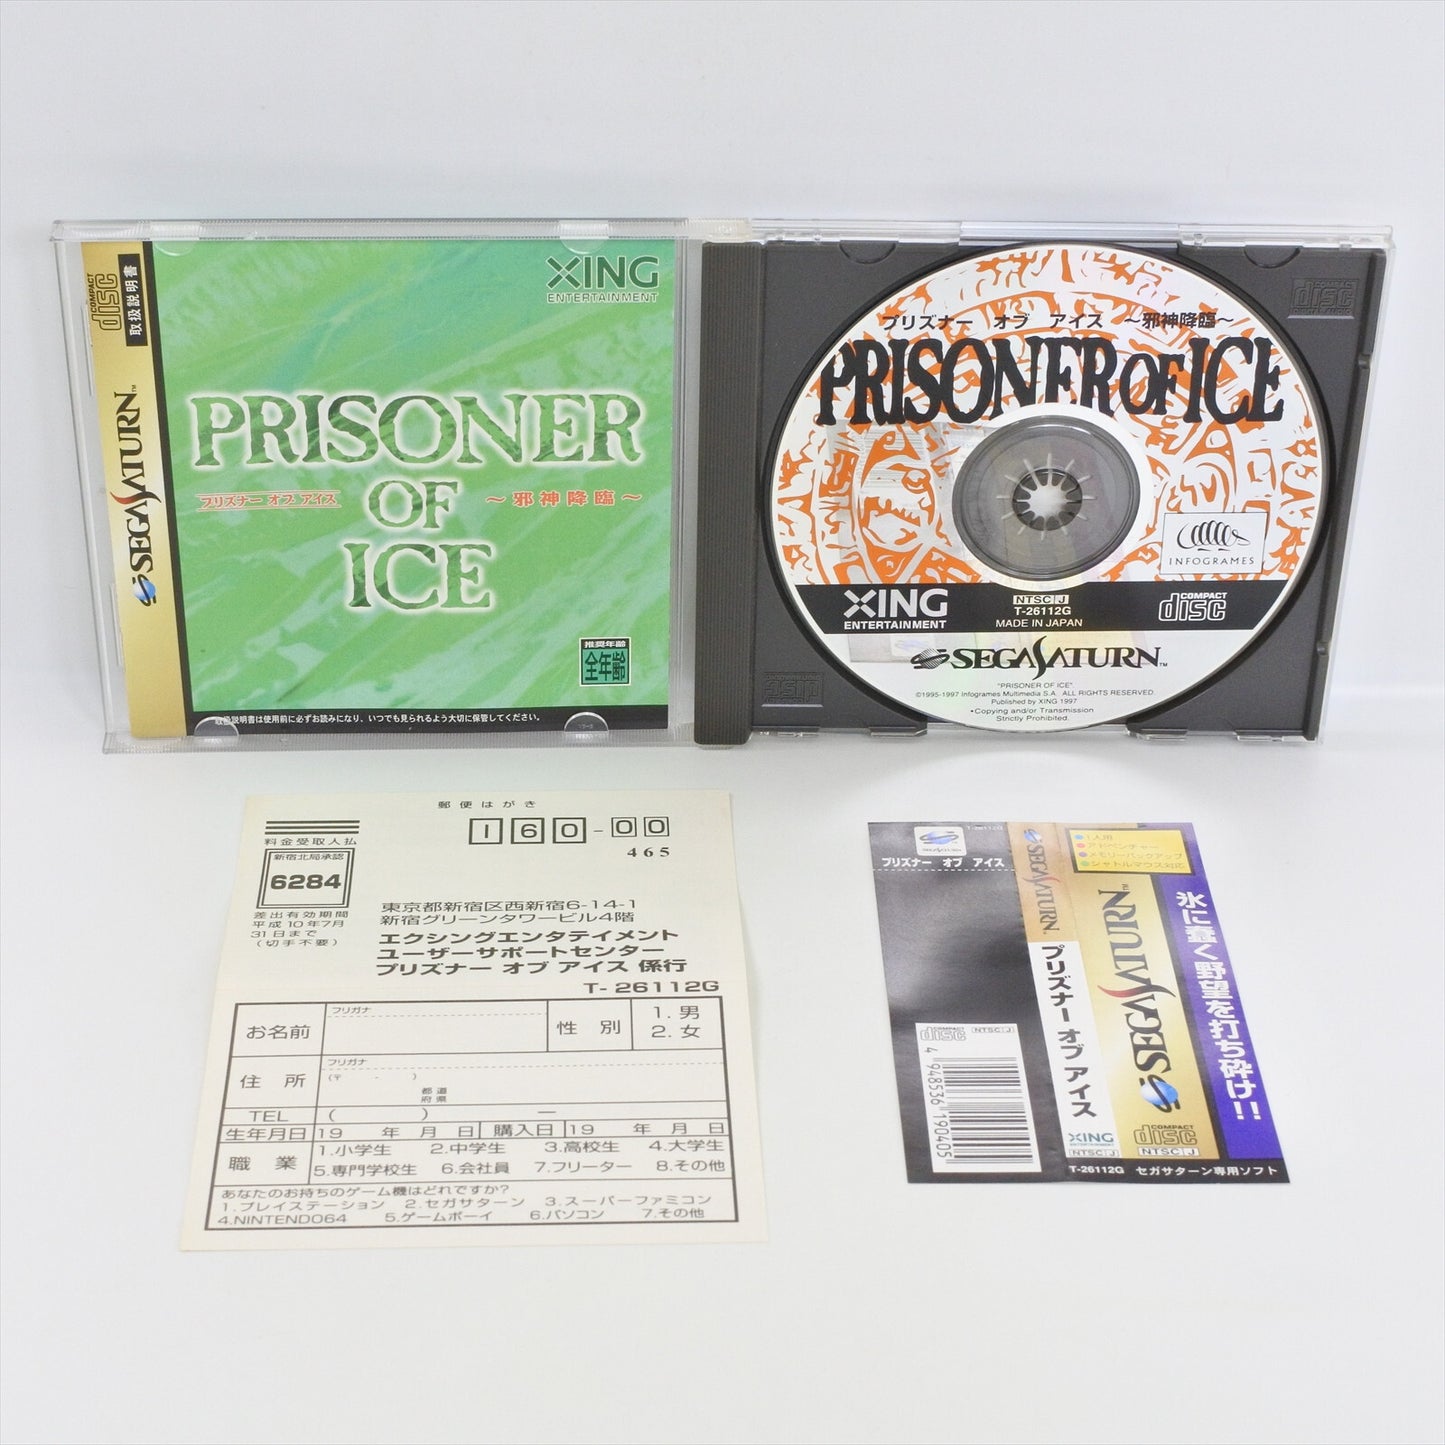 COMPACT
disc
取扱説明書
SEGA SATURN™
XING
ENTERTAINMENT
PRISONER
OF
ICE
プリズナー オブ アイス
～邪神降臨～
推奨年齢
全年齢
取扱説明書は使用前に必ずお読みになり、いつでも見られるよう大切に保管してください。
プリズナー オブ アイス ～邪神降臨～
PRISONER OF ICE
INFOGRAMES
XING
ENTERTAINMENT
NTSC J
T-26112G
MADE IN JAPAN
COMPACT
disc
SEGA SATURN™
"PRISONER OF ICE".
©1995-1997 Infogrames Multimedia S.A. ALL RIGHTS RESERVED.
Published by XING 1997
•Copying and/or Transmission
Strictly Prohibited.
郵便はがき
160-00
465
料金受取人払
新宿北局承認
6284
差出有効期間
平成10年7月
31日まで
(切手不要)
東京都新宿区西新宿6-14-1
新宿グリーンタワービル4階
エクシングエンタテイメント
ユーザーサポートセンター
プリズナー オブ アイス 係行
T-26112G
お名前
フリガナ
性別
1. 男
2. 女
住所
フリガナ
(〒 - )
都道
府県
TEL ( ) ―
生年月日 19 年 月 日 購入日 19 年 月 日
職業
1.小学生 2.中学生 3.高校生 4.大学生
5.専門学校生 6.会社員 7.フリーター 8.その他
あなたのお持ちのゲーム機はどれですか?
1.プレイステーション 2.セガサターン 3.スーパーファミコン
4.NINTENDO64 5.ゲームボーイ 6.パソコン 7.その他
T-26112G
SEGA SATURN
プリズナー オブ アイス
COMPACT
disc
NTSC J
4 948536 190405
SEGA SATURN™
プリズナー オブ アイス
XING
ENTERTAINMENT
NTSC J
T-26112G
1人用
アドベンチャー
メモリーバックアップ
シャトルマウス対応
SEGA SATURN™
COMPACT
disc
NTSC J
セガサターン専用ソフト
氷に蠢く野望を打ち砕け!!